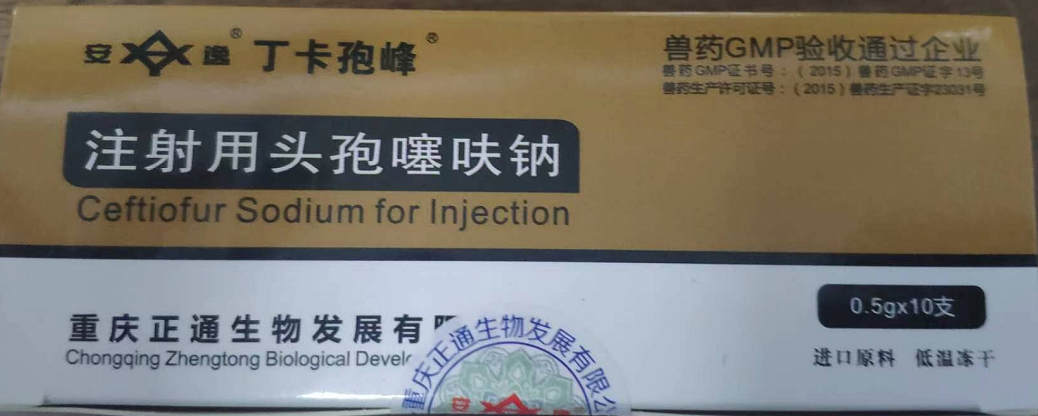 安 逸® 丁卡孢峰®
兽药GMP验收通过企业
兽药GMP证书号：（2015）兽药GMP证字13号
兽药生产许可证号：（2015）兽药生产证字23031号
注射用头孢噻呋钠
Ceftiofur Sodium for Injection
0.5gx10支
重庆正通生物发展有
Chongqing Zhengtong Biological Develo
进口原料 低温冻干
重庆正通生物发展有限公